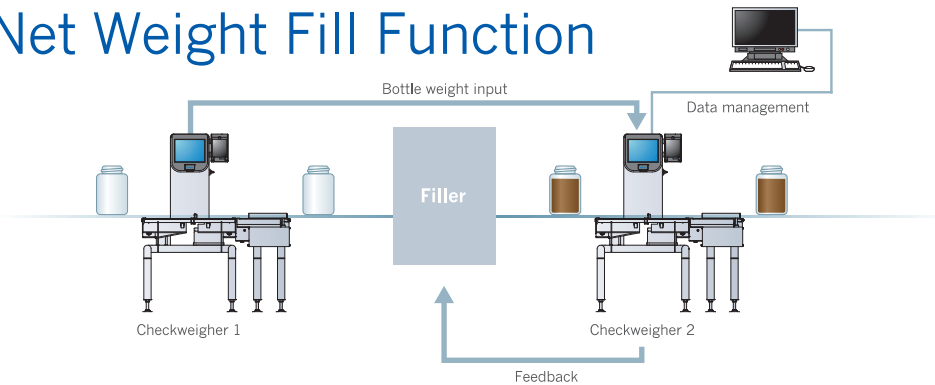 Net Weight Fill Function
Bottle weight input
Data management
Filler
Checkweigher 1
Checkweigher 2
Feedback